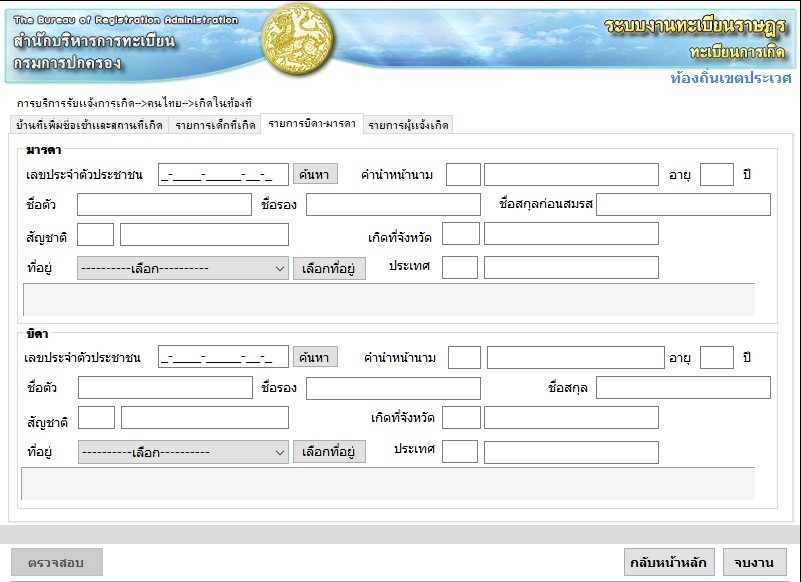 The Bureau of Registration Administration
สำนักบริหารการทะเบียน
กรมการปกครอง
ระบบงานทะเบียนราษฎร
ทะเบียนการเกิด
ท้องถิ่นเขตประเวศ
การบริการรับแจ้งการเกิด-->คนไทย-->เกิดในท้องที่
บ้านที่เพิ่มชื่อเข้าและสถานที่เกิด รายการเด็กที่เกิด รายการบิดา-มารดา รายการผู้แจ้งเกิด
มารดา
เลขประจำตัวประชาชน _-____-_____-__-_ ค้นหา คำนำหน้านาม อายุ ปี
ชื่อตัว ชื่อรอง ชื่อสกุลก่อนสมรส
สัญชาติ เกิดที่จังหวัด
ที่อยู่ ----------เลือก---------- เลือกที่อยู่ ประเทศ
บิดา
เลขประจำตัวประชาชน _-____-_____-__-_ ค้นหา คำนำหน้านาม อายุ ปี
ชื่อตัว ชื่อรอง ชื่อสกุล
สัญชาติ เกิดที่จังหวัด
ที่อยู่ ----------เลือก---------- เลือกที่อยู่ ประเทศ
ตรวจสอบ กลับหน้าหลัก จบงาน